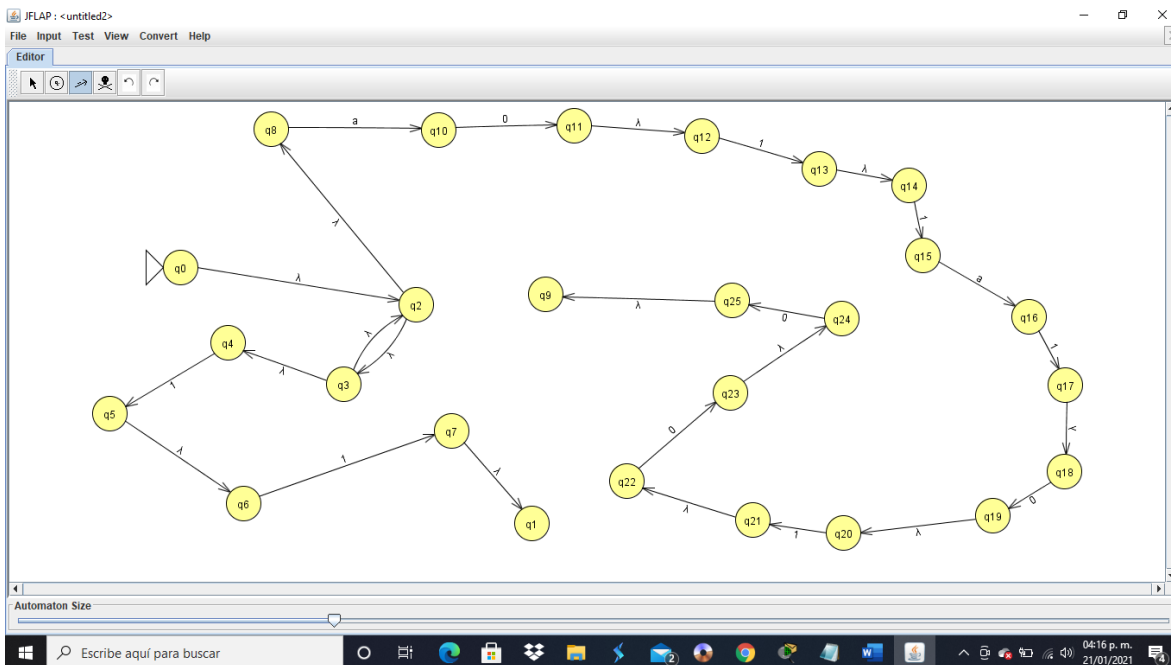 JFLAP : <untitled2>
File Input Test View Convert Help
Editor
q8 a q10 0 q11 λ q12 1 q13 λ q14
1
q15
λ
q0 λ q2
a
q9 λ q25 0 q24 q16
λ λ
q4 λ q3
λ 1
1 q23 q17
q5 q7 0 λ
λ 1 λ q22 q18
q6 q1 λ q21 1 q20 λ q19 0
Automaton Size
Escribe aquí para buscar
2
W
04:16 p. m.
21/01/2021
4